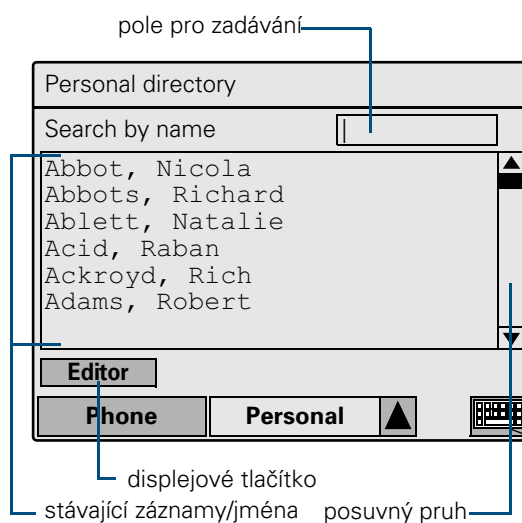 pole pro zadávání
Personal directory
Search by name
Abbot, Nicola
Abbots, Richard
Ablett, Natalie
Acid, Raban
Ackroyd, Rich
Adams, Robert
Editor
Phone Personal
displejové tlačítko
stávající záznamy/jména posuvný pruh